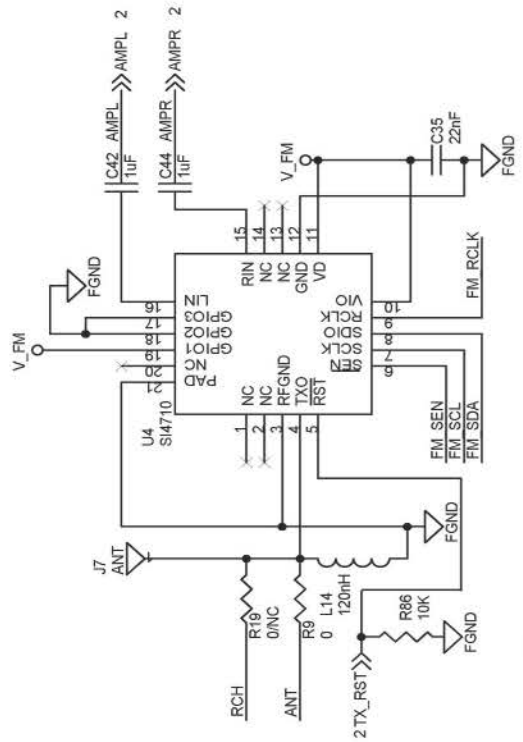 AMPL 2
AMPR 2
C42 AMPL
1uF
C44 AMPR
1uF
V_FM
FGND
V_FM
C35
22nF
FGND
U4
SI4710
21 PAD
20 NC
19 GPIO1
18 GPIO2
17 GPIO3
16 LIN
15 RIN
14 NC
13 NC
12 GND
11 VD
1 NC
2 NC
3 RFGND
4 TXO
5 RST
6 SEN
7 SCLK
8 SDIO
9 RCLK
10 VIO
FM_SEN
FM_SCL
FM_SDA
FM_RCLK
J7
ANT
RCH
R19
0/NC
ANT
R9
0
L14
120nH
FGND
2 TX_RST
R86
10K
FGND